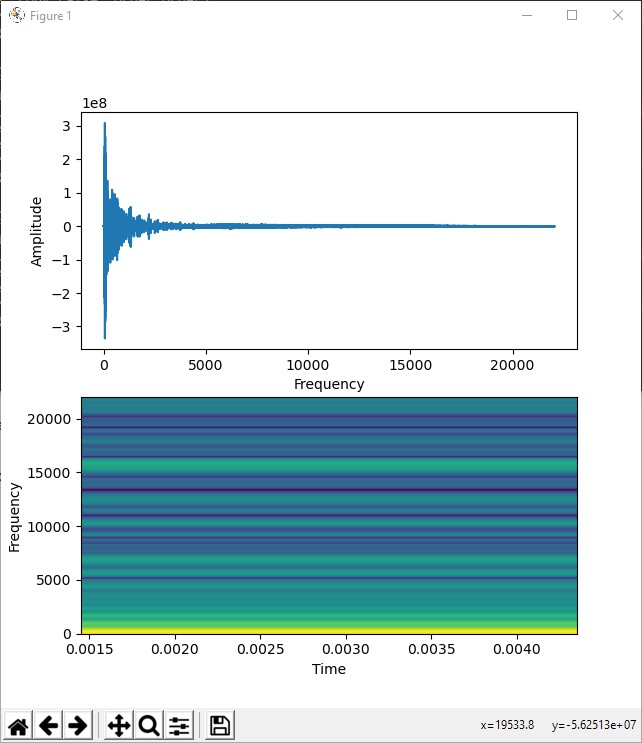 Figure 1
1e8
3
2
1
0
−1
−2
−3
Amplitude
0 5000 10000 15000 20000
Frequency
20000
15000
10000
5000
0
Frequency
0.0015 0.0020 0.0025 0.0030 0.0035 0.0040
Time
x=19533.8 y=-5.62513e+07